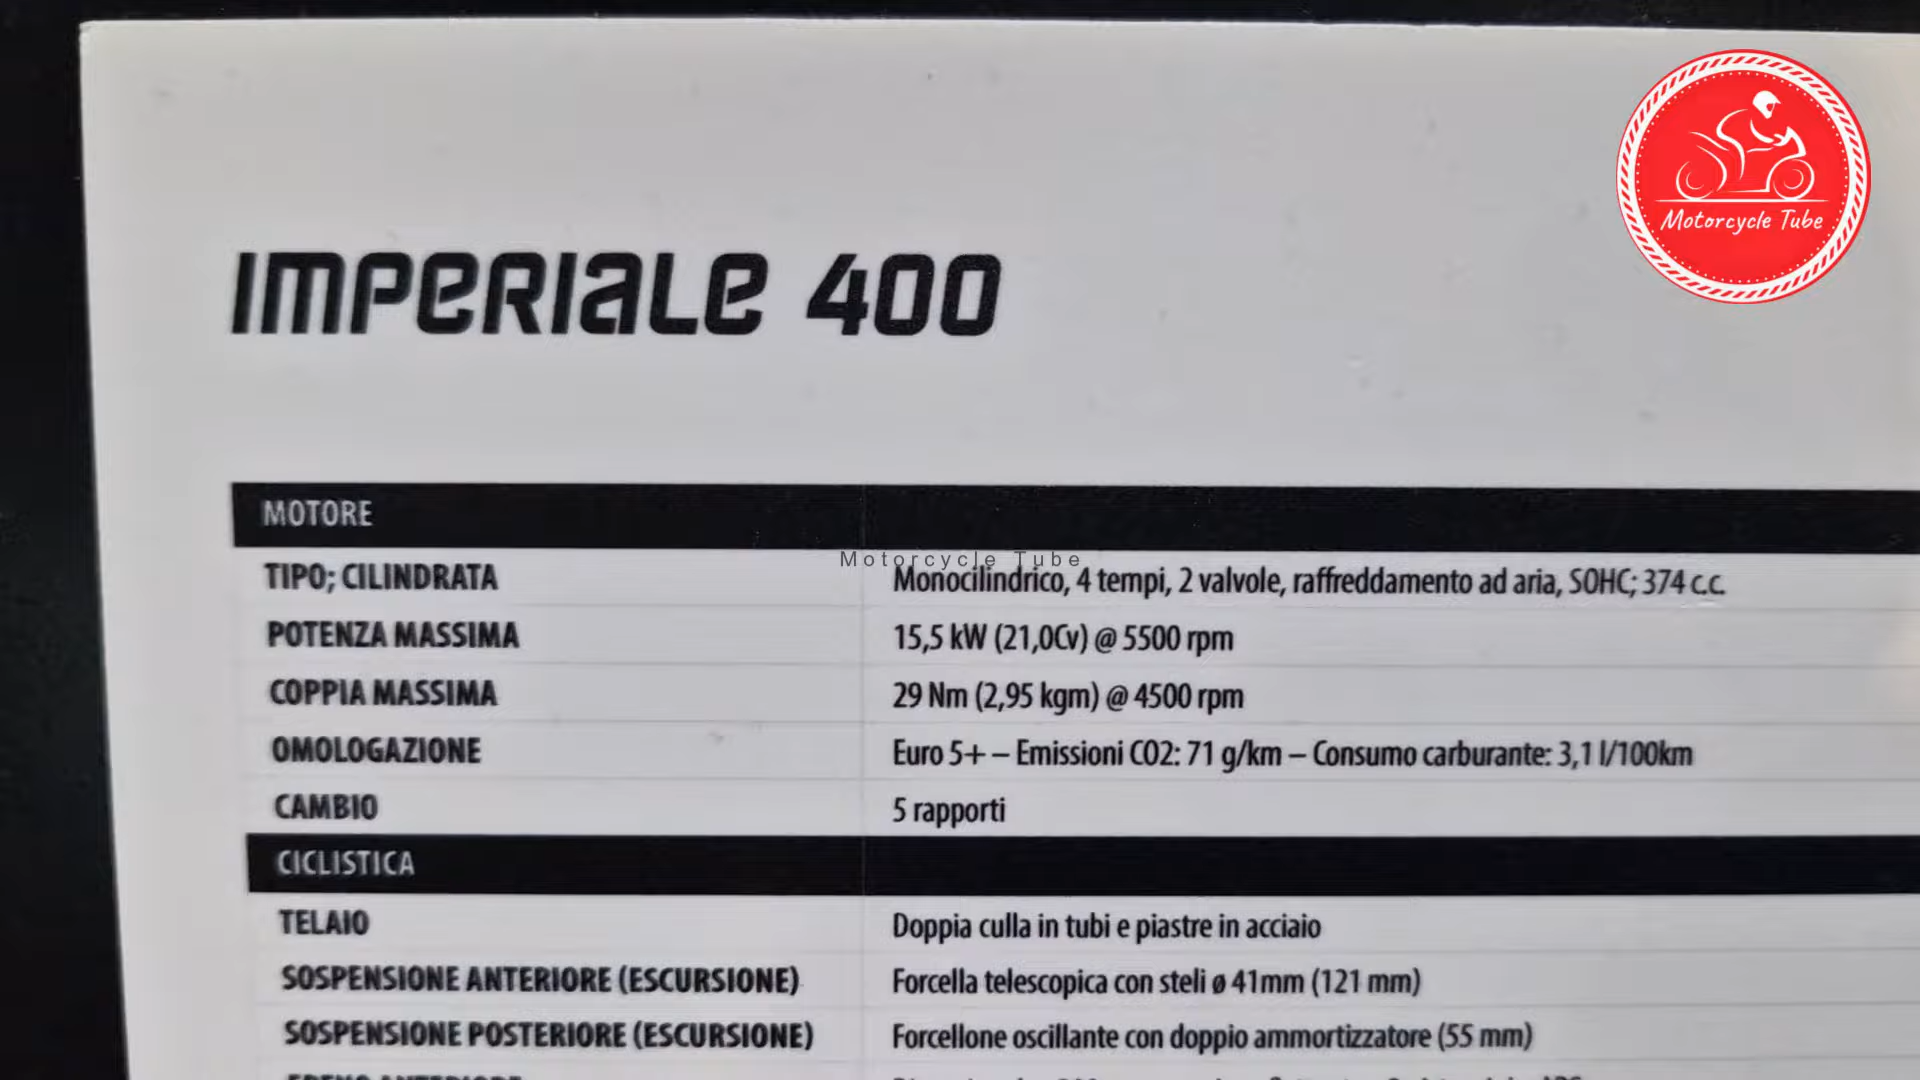 Motorcycle Tube
IMPERIALE 400
MOTORE
Motorcycle Tube
TIPO; CILINDRATA Monocilindrico, 4 tempi, 2 valvole, raffreddamento ad aria, SOHC; 374 c.c.
POTENZA MASSIMA 15,5 kW (21,0Cv) @ 5500 rpm
COPPIA MASSIMA 29 Nm (2,95 kgm) @ 4500 rpm
OMOLOGAZIONE Euro 5+ – Emissioni CO2: 71 g/km – Consumo carburante: 3,1 l/100km
CAMBIO 5 rapporti
CICLISTICA
TELAIO Doppia culla in tubi e piastre in acciaio
SOSPENSIONE ANTERIORE (ESCURSIONE) Forcella telescopica con steli ø 41mm (121 mm)
SOSPENSIONE POSTERIORE (ESCURSIONE) Forcellone oscillante con doppio ammortizzatore (55 mm)